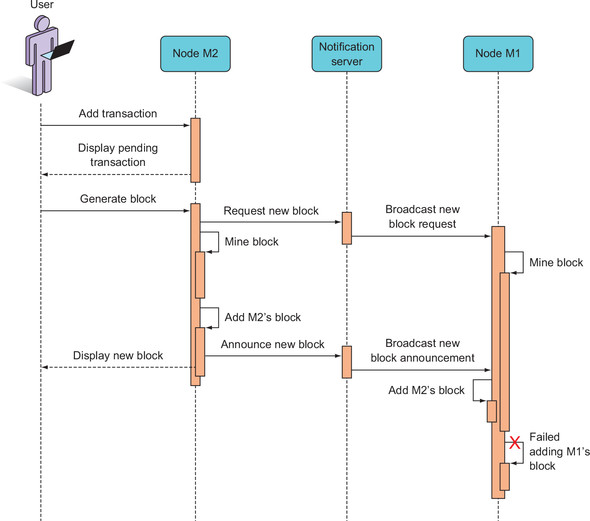 User
Node M2
Notification
server
Node M1
Add transaction
Display pending
transaction
Generate block
Request new block
Broadcast new
block request
Mine block
Mine block
Add M2’s block
Display new block
Announce new block
Broadcast new
block announcement
Add M2’s block
Failed
adding M1’s
block